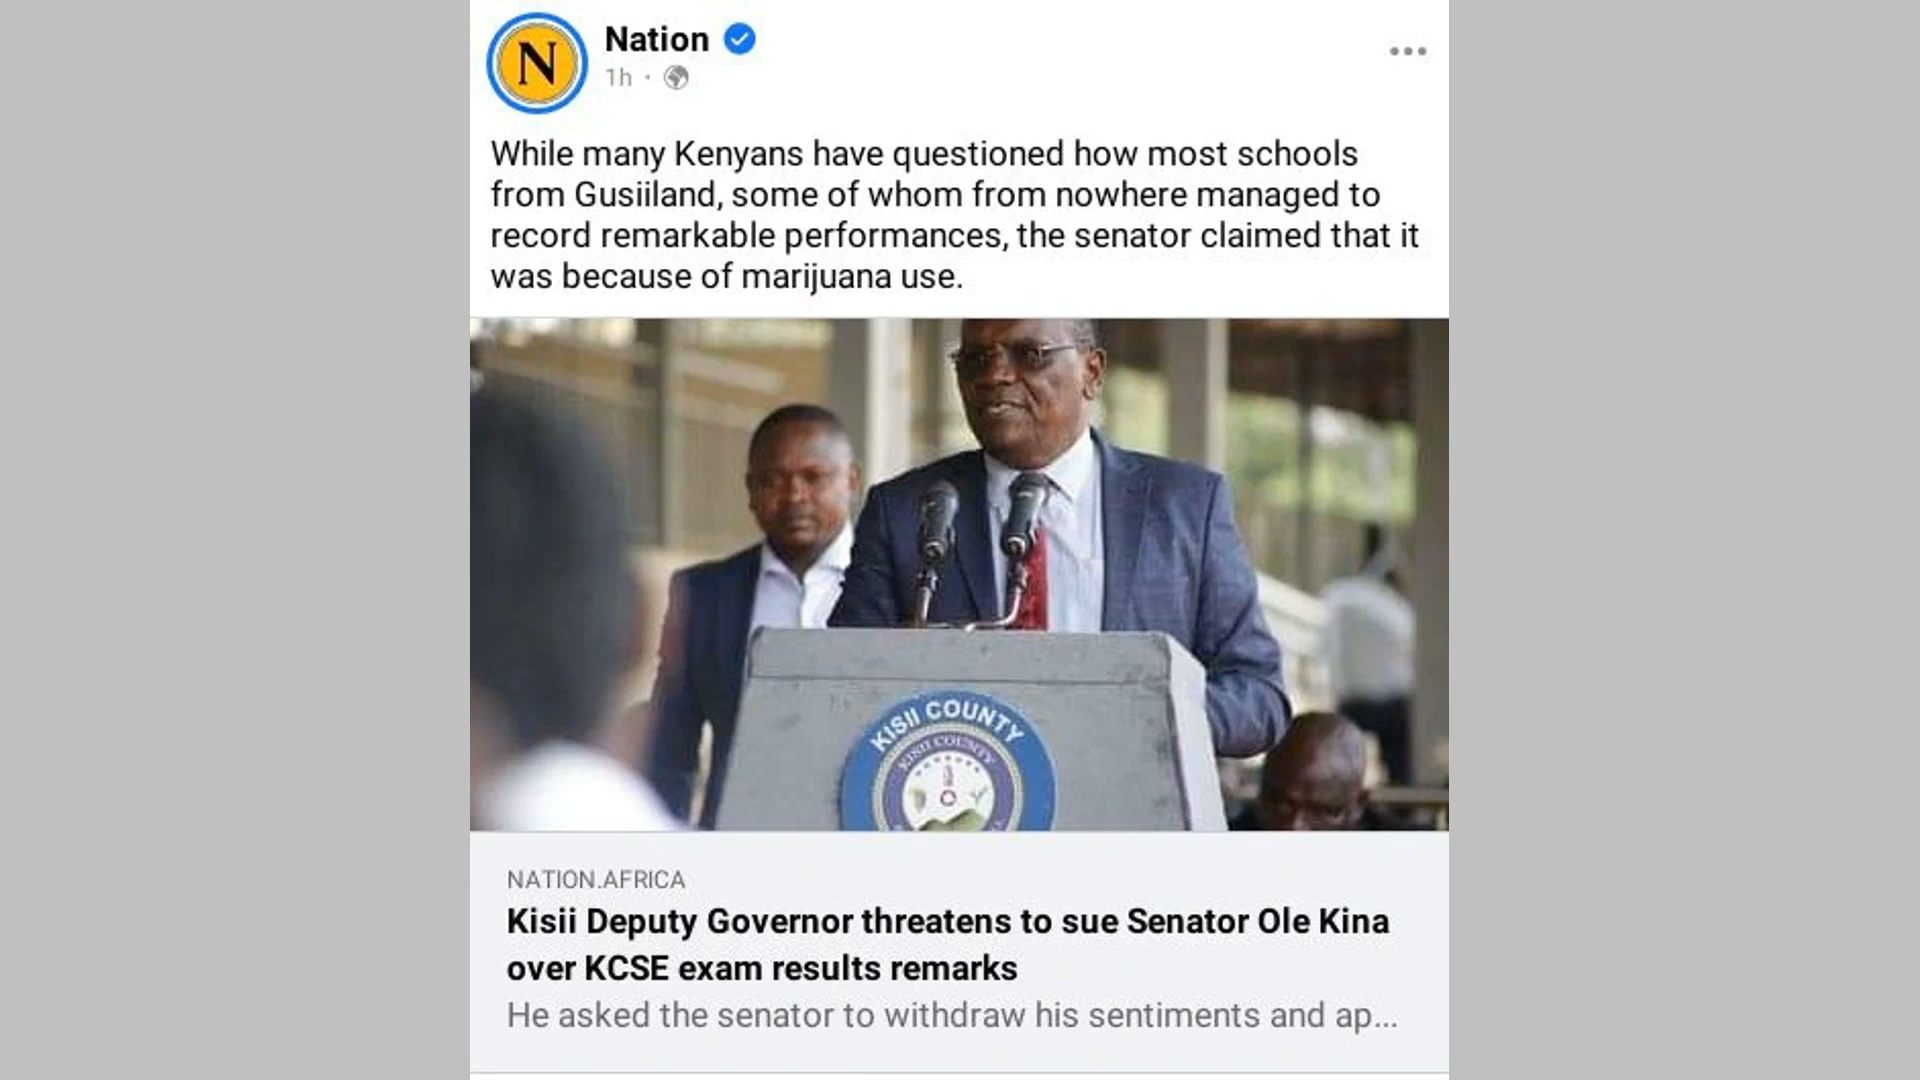 N
Nation
1h ·
While many Kenyans have questioned how most schools
from Gusiiland, some of whom from nowhere managed to
record remarkable performances, the senator claimed that it
was because of marijuana use.
KISII COUNTY
KISII COUNTY
NATION.AFRICA
Kisii Deputy Governor threatens to sue Senator Ole Kina
over KCSE exam results remarks
He asked the senator to withdraw his sentiments and ap...